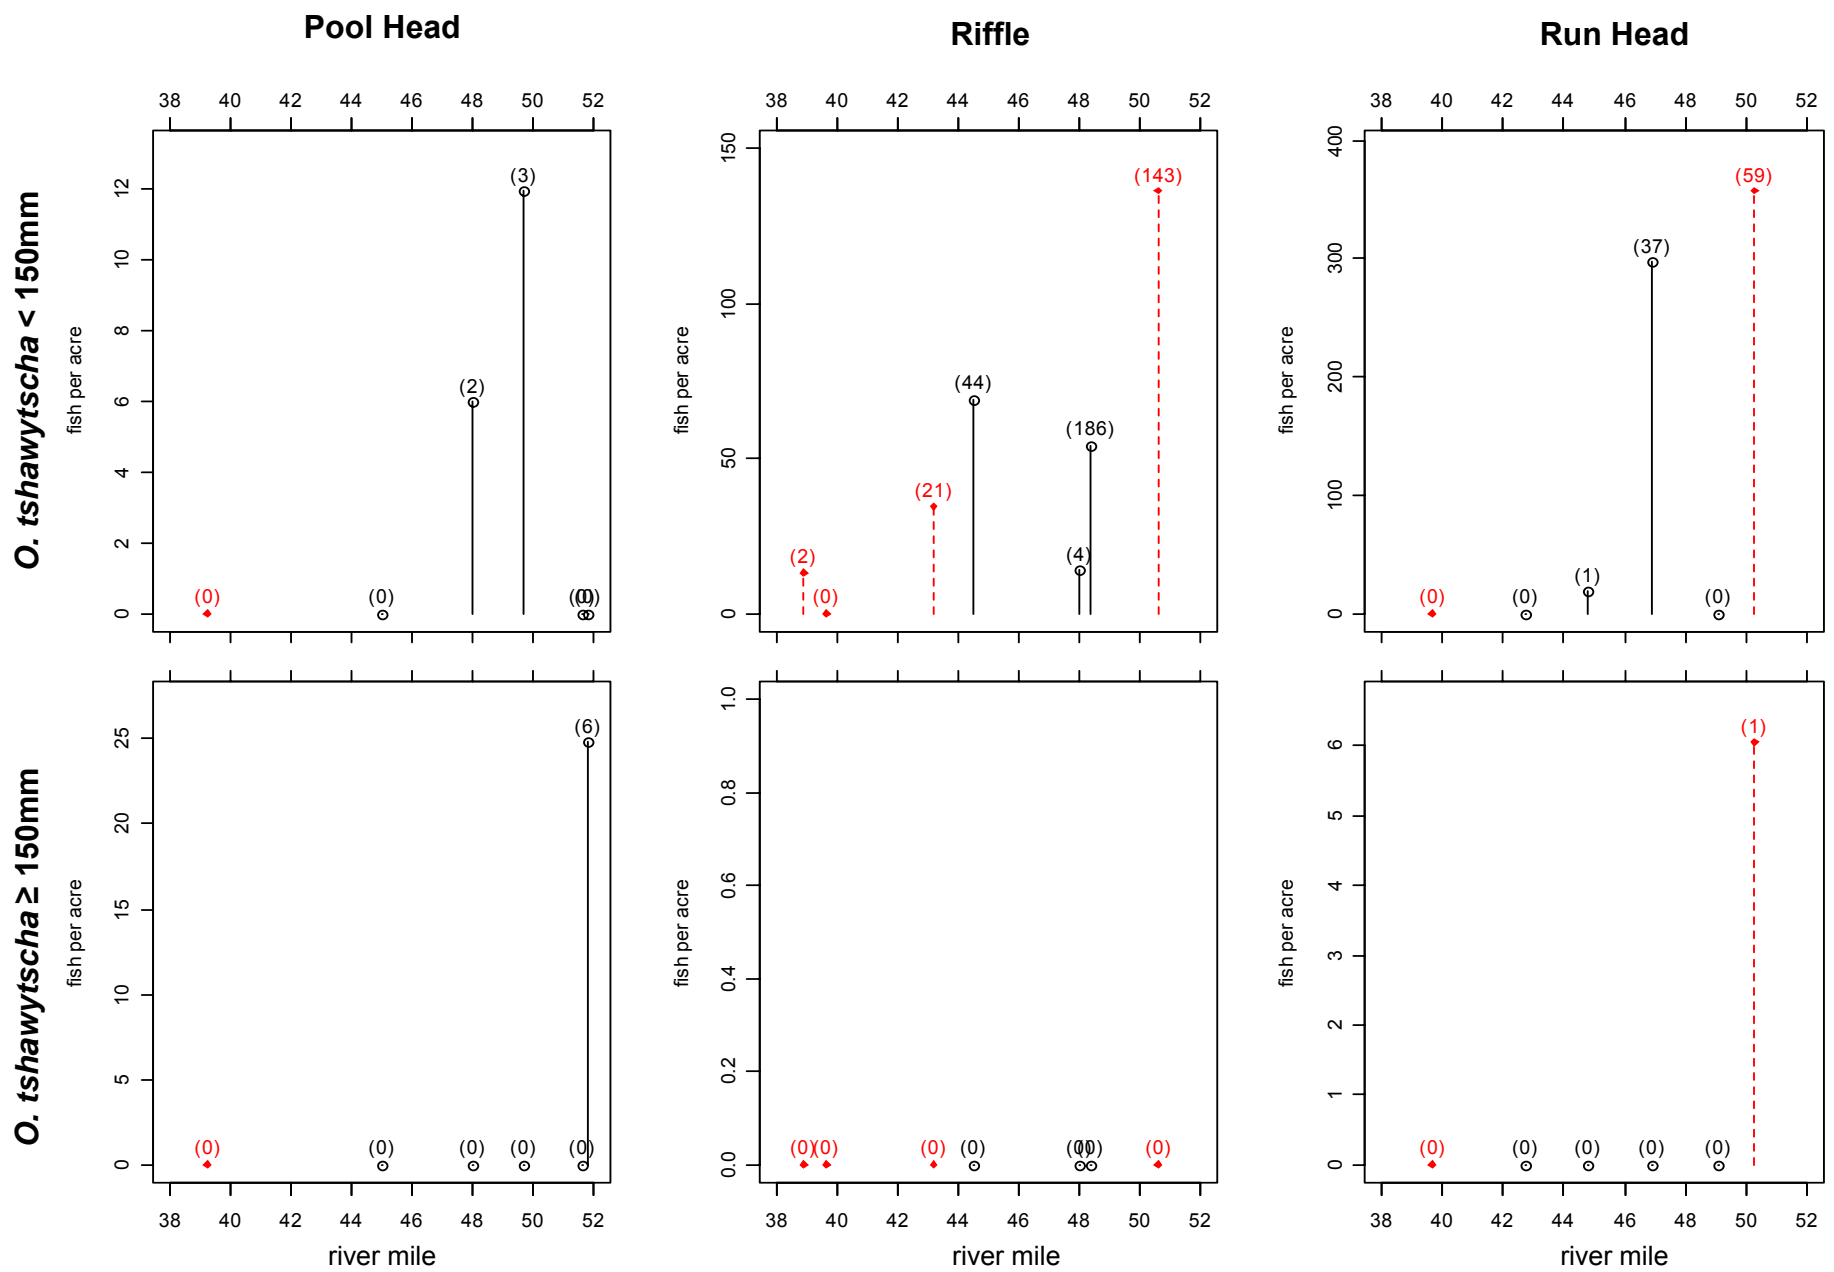 Pool Head
Riffle
Run Head
38 40 42 44 46 48 50 52
38 40 42 44 46 48 50 52
38 40 42 44 46 48 50 52
O. tshawytscha < 150mm
fish per acre
0 2 4 6 8 10 12
(0)
(0)
(2)
(3)
(0)
(0)
fish per acre
0 50 100 150
(2)
(0)
(21)
(44)
(4)
(186)
(143)
fish per acre
0 100 200 300 400
(0)
(0)
(1)
(37)
(0)
(59)
O. tshawytscha ≥ 150mm
fish per acre
0 5 10 15 20 25
(0)
(0)
(0)
(0)
(0)
(6)
fish per acre
0.0 0.2 0.4 0.6 0.8 1.0
(0)
(0)
(0)
(0)
(0)
(0)
(0)
fish per acre
0 1 2 3 4 5 6
(0)
(0)
(0)
(0)
(0)
(1)
38 40 42 44 46 48 50 52
38 40 42 44 46 48 50 52
38 40 42 44 46 48 50 52
river mile
river mile
river mile